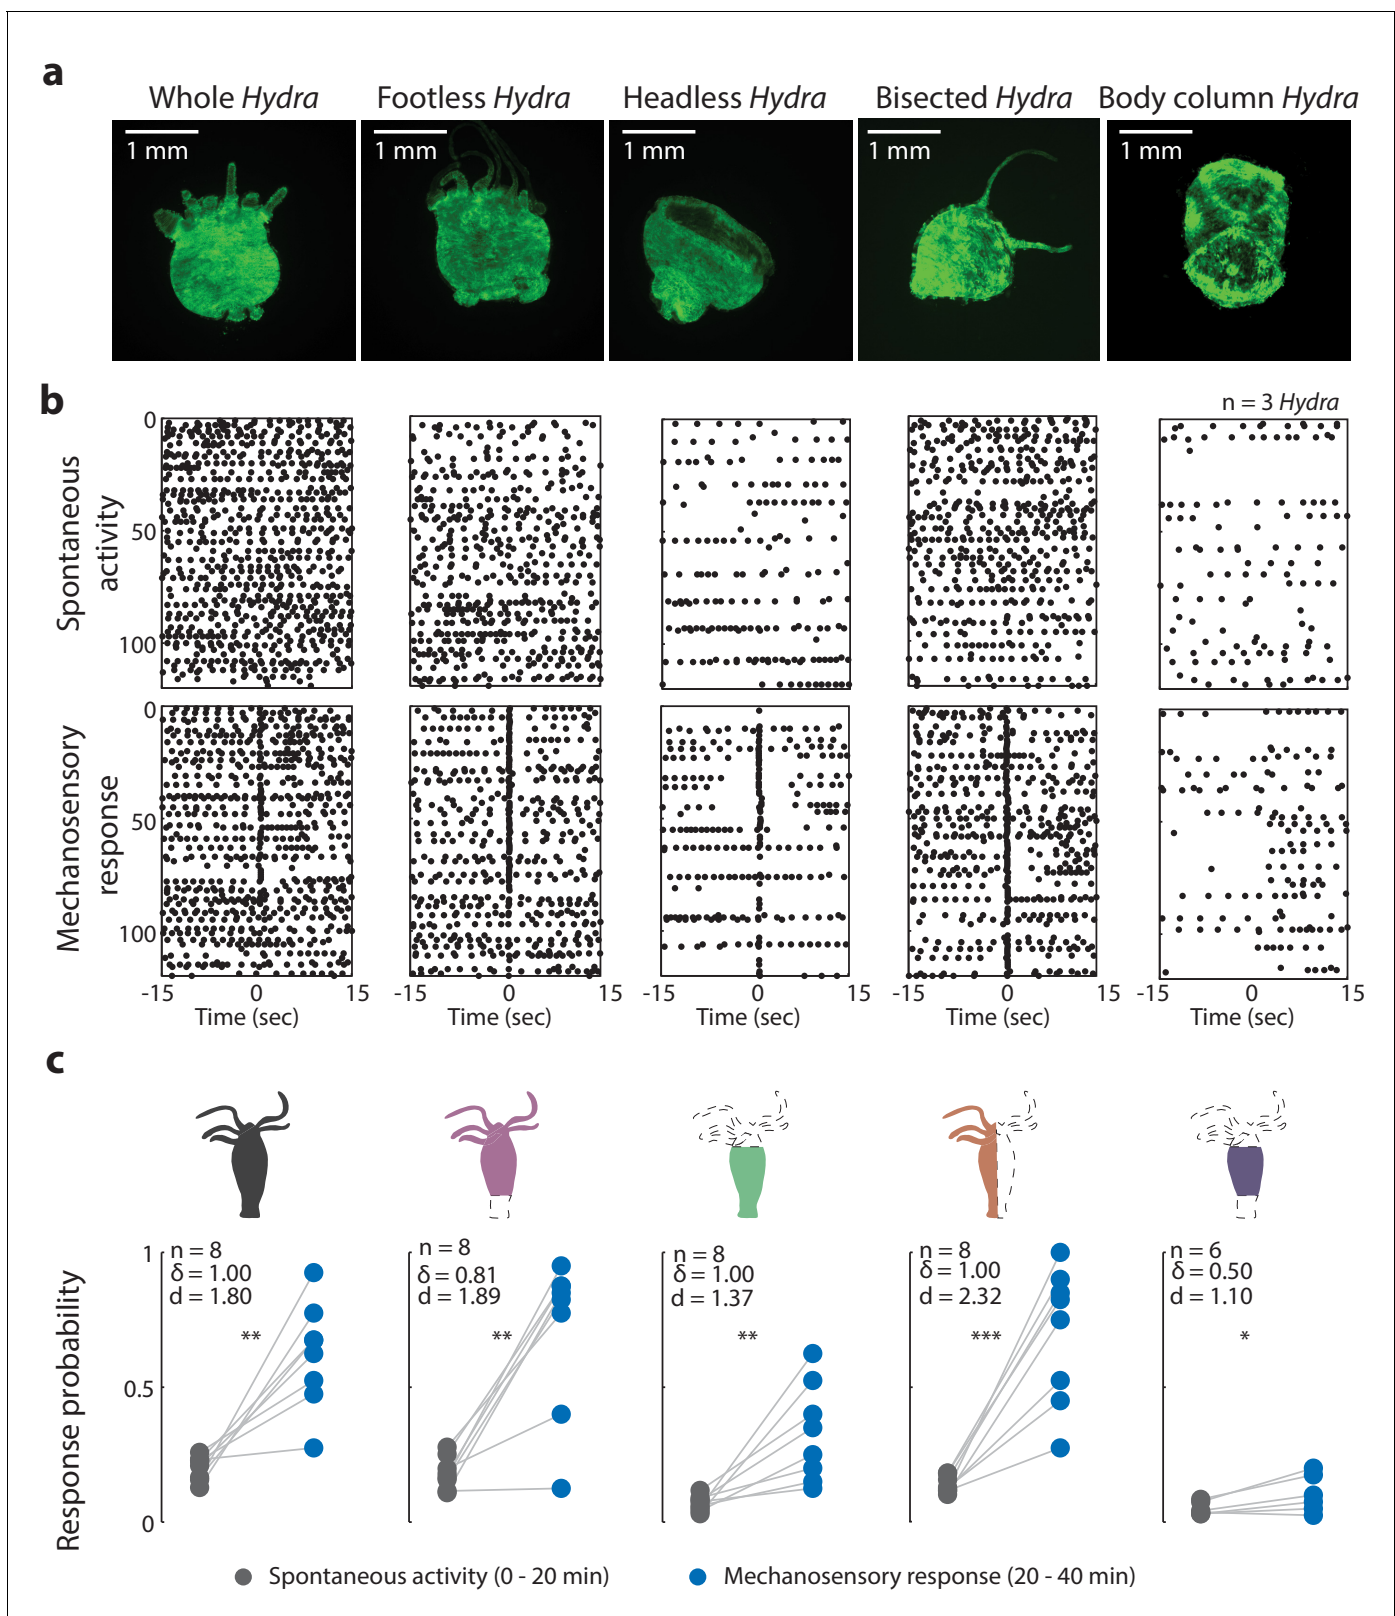 a
Whole Hydra Footless Hydra Headless Hydra Bisected Hydra Body column Hydra
1 mm 1 mm 1 mm 1 mm 1 mm
b
n = 3 Hydra
Spontaneous
activity
0
50
100
Mechanosensory
response
0
50
100
-15 0 15 -15 0 15 -15 0 15 -15 0 15 -15 0 15
Time (sec) Time (sec) Time (sec) Time (sec) Time (sec)
c
Response probability
1
0.5
0
n = 8
δ = 1.00
d = 1.80
**
n = 8
δ = 0.81
d = 1.89
**
n = 8
δ = 1.00
d = 1.37
**
n = 8
δ = 1.00
d = 2.32
***
n = 6
δ = 0.50
d = 1.10
*
Spontaneous activity (0 - 20 min) Mechanosensory response (20 - 40 min)